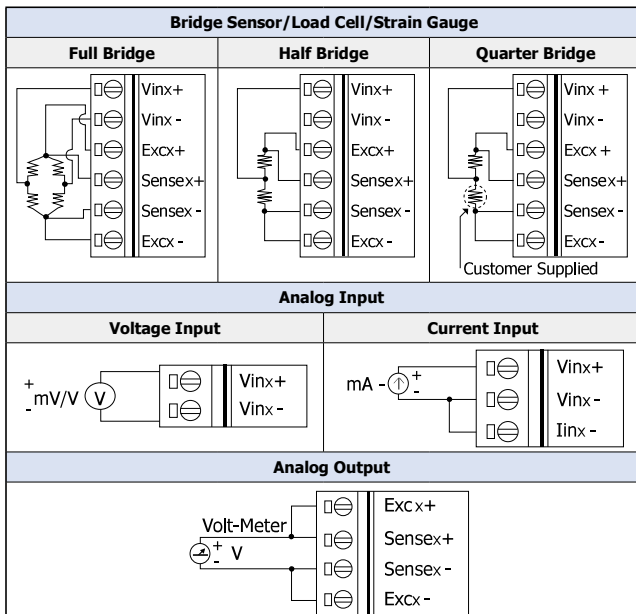 Bridge Sensor/Load Cell/Strain Gauge
Full Bridge
Half Bridge
Quarter Bridge
Vinx+
Vinx -
Excx+
Sensex+
Sensex -
Excx -
Vinx+
Vinx-
Excx+
Sensex+
Sensex -
Excx -
Vinx +
Vinx-
Excx +
Sensex+
Sensex -
Excx -
Customer Supplied
Analog Input
Voltage Input
Current Input
+
-
mV/V
V
Vinx+
Vinx-
mA -
+
-
Vinx+
Vinx -
Iinx -
Analog Output
Volt-Meter
+
-
V
Excx+
Sensex+
Sensex -
Excx -